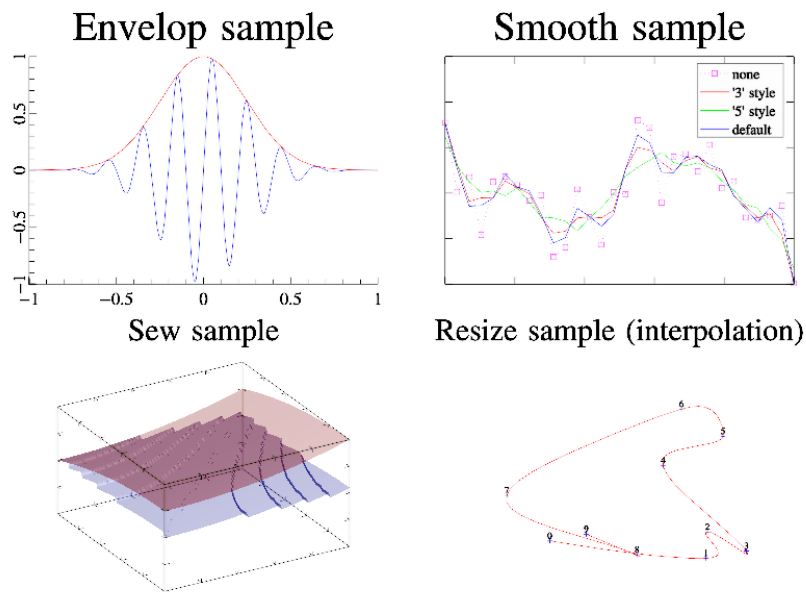 Envelop sample
Smooth sample
1
0.5
0
−0.5
−1
−1
−0.5
0
0.5
1
none
'3' style
'5' style
default
Sew sample
Resize sample (interpolation)
6
5
4
7
2
9
0
8
1
3